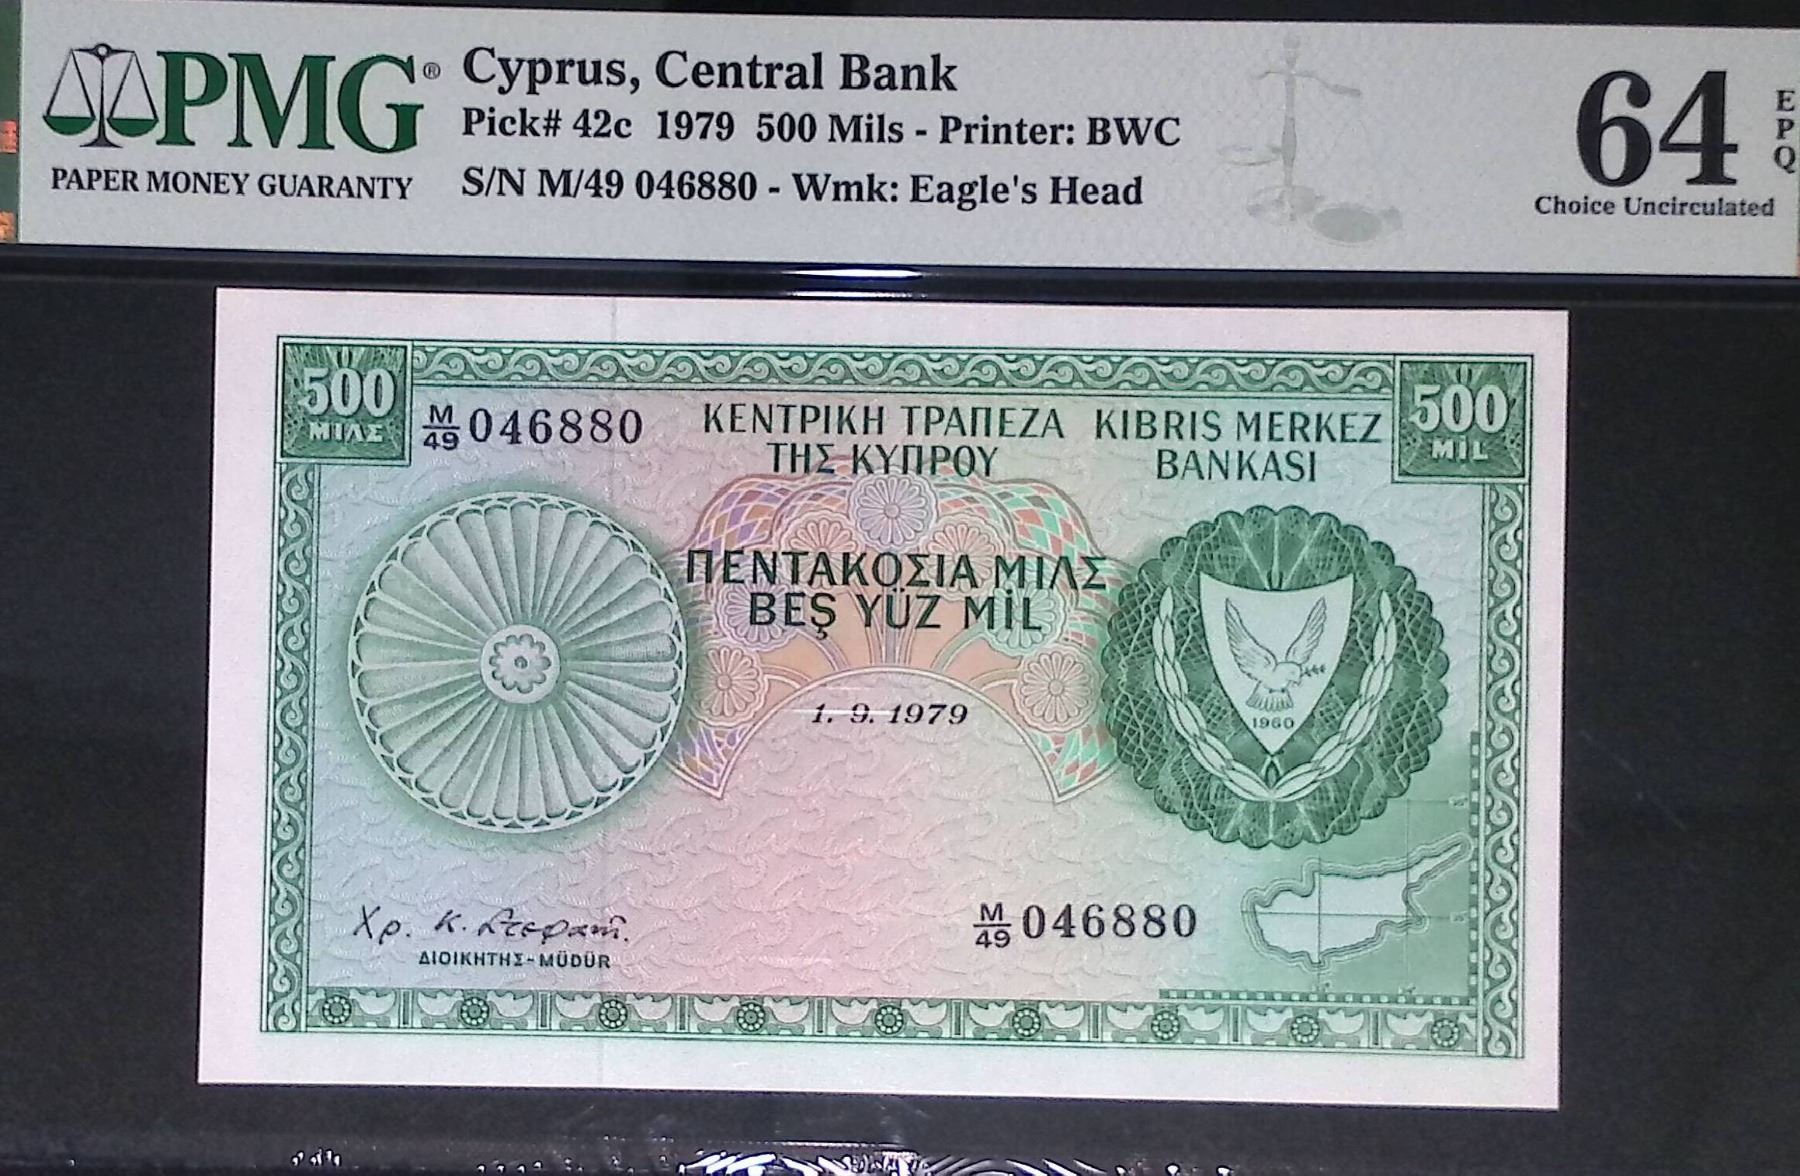 PMG®
PAPER MONEY GUARANTY
Cyprus, Central Bank
Pick# 42c 1979 500 Mils - Printer: BWC
S/N M/49 046880 - Wmk: Eagle's Head
64
EPQ
Choice Uncirculated
500
ΜΙΛΣ
M/49 046880
ΚΕΝΤΡΙΚΗ ΤΡΑΠΕΖΑ
ΤΗΣ ΚΥΠΡΟΥ
KIBRIS MERKEZ
BANKASI
500
MİL
ΠΕΝΤΑΚΟΣΙΑ ΜΙΛΣ
BEŞ YÜZ MİL
1. 9. 1979
1960
Χρ. Κ. Στεφανί.
ΔΙΟΙΚΗΤΗΣ-MÜDÜR
M/49 046880